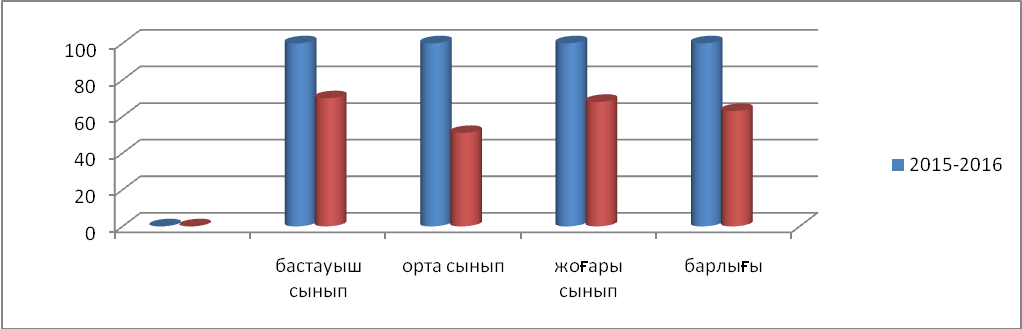 100
80
60
40
20
0
бастауыш
сынып
орта сынып
жоғары
сынып
барлығы
2015-2016